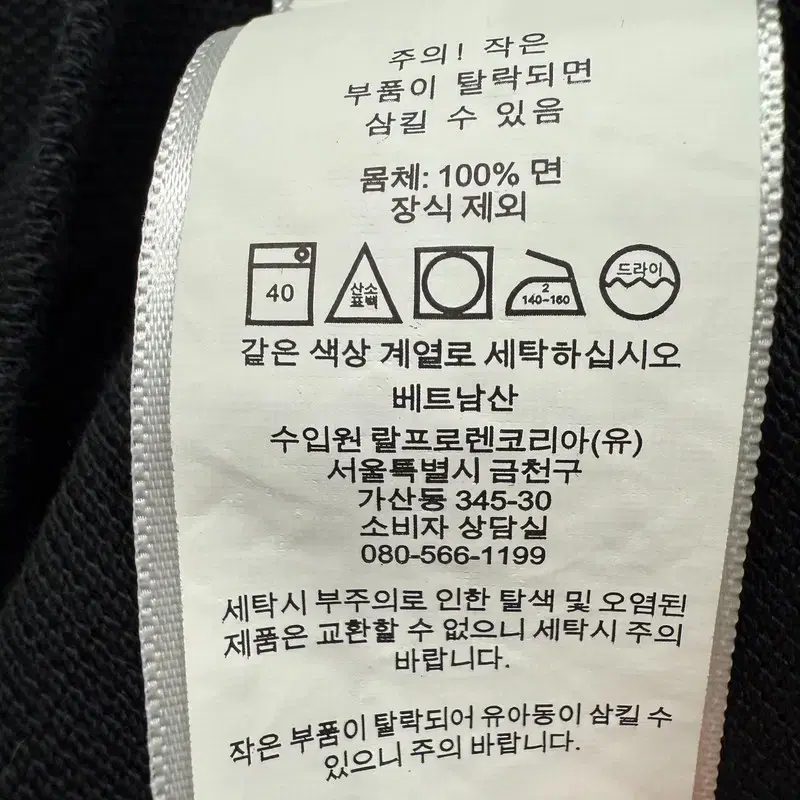 주의! 작은
부품이 탈락되면
삼킬 수 있음
몸체: 100% 면
장식 제외
40
산소
표백
2
140-160
드라이
같은 색상 계열로 세탁하십시오
베트남산
수입원 랄프로렌코리아(유)
서울특별시 금천구
가산동 345-30
소비자 상담실
080-566-1199
세탁시 부주의로 인한 탈색 및 오염된
제품은 교환할 수 없으니 세탁시 주의
바랍니다.
작은 부품이 탈락되어 유아동이 삼킬 수
있으니 주의 바랍니다.